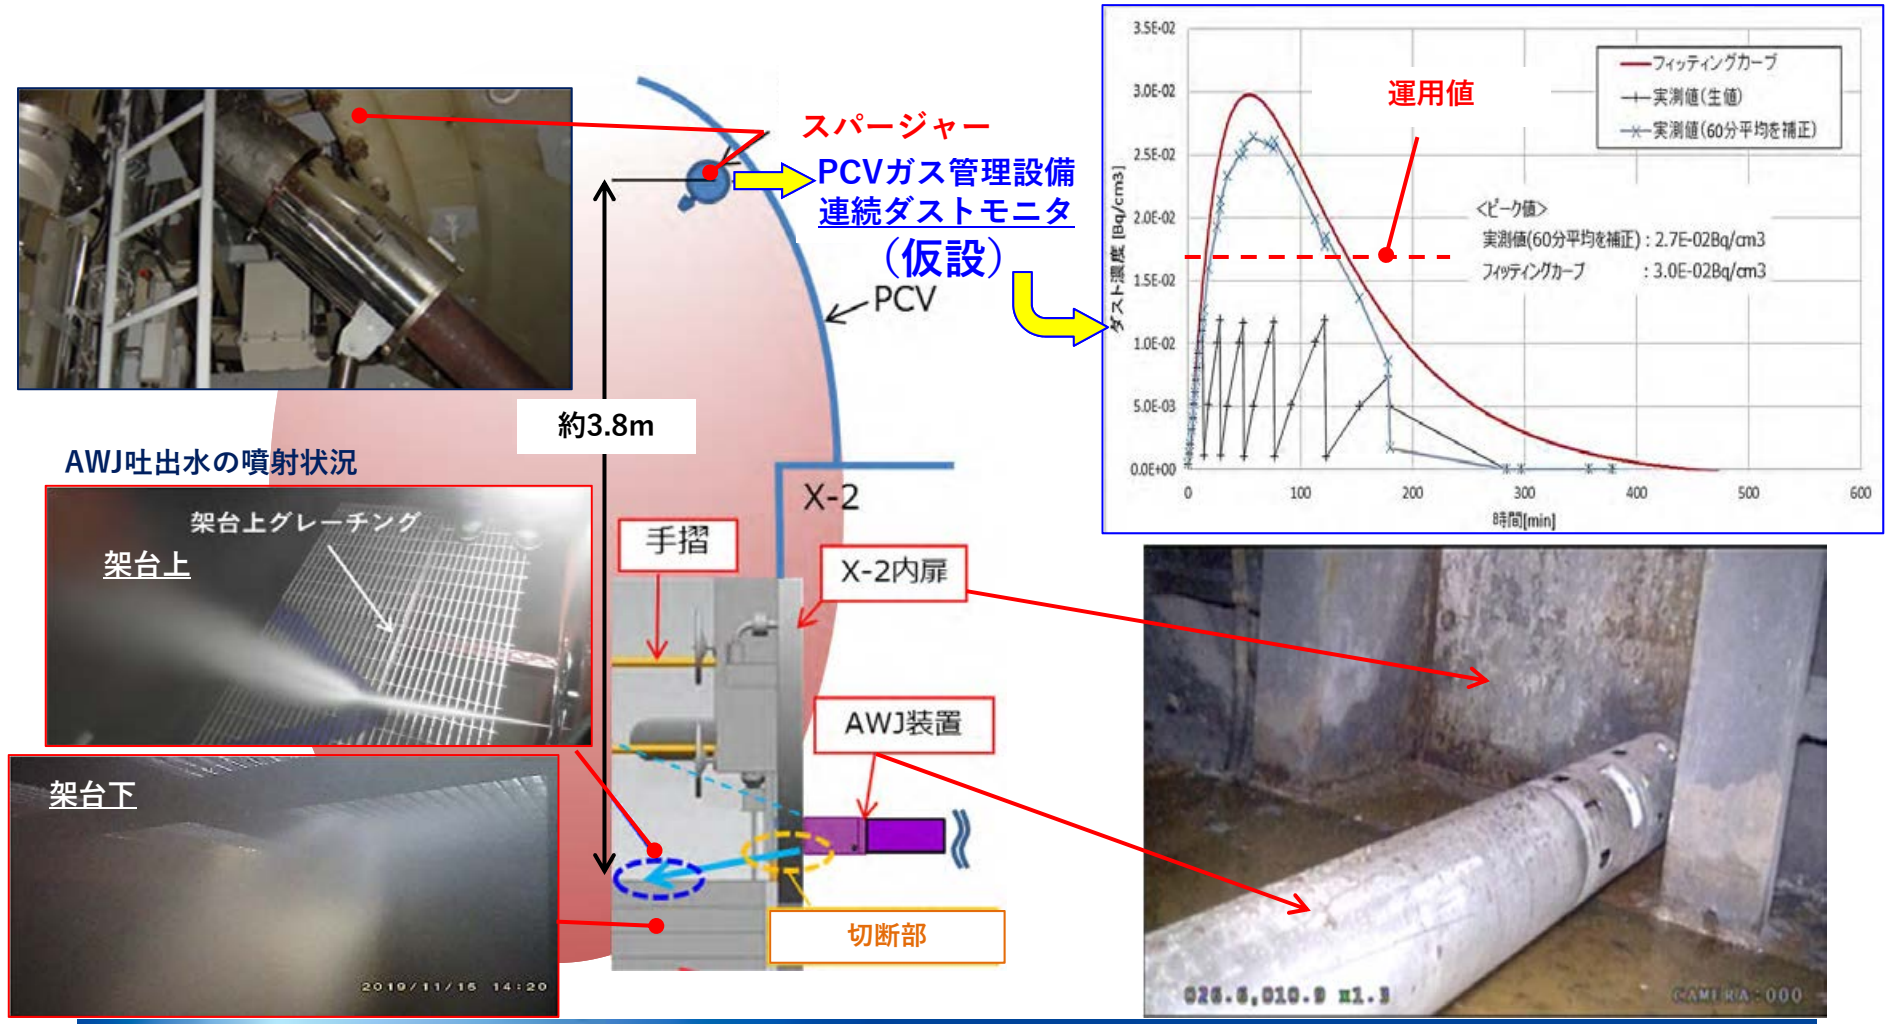 スパージャー
PCVガス管理設備
連続ダストモニタ
（仮設）
PCV
約3.8m
AWJ吐出水の噴射状況
架台上グレーチング
架台上
架台下
2019/11/15 14:20
X-2
手摺
X-2内扉
AWJ装置
切断部
3.5E-02
3.0E-02
2.5E-02
2.0E-02
1.5E-02
1.0E-02
5.0E-03
0.0E+00
ダスト濃度 [Bq/cm3]
0 100 200 300 400 500 600
時間[min]
運用値
フィッティングカーブ
実測値(生値)
実測値(60分平均を補正)
<ピーク値>
実測値(60分平均を補正) : 2.7E-02Bq/cm3
フィッティングカーブ : 3.0E-02Bq/cm3
CAMERA:000